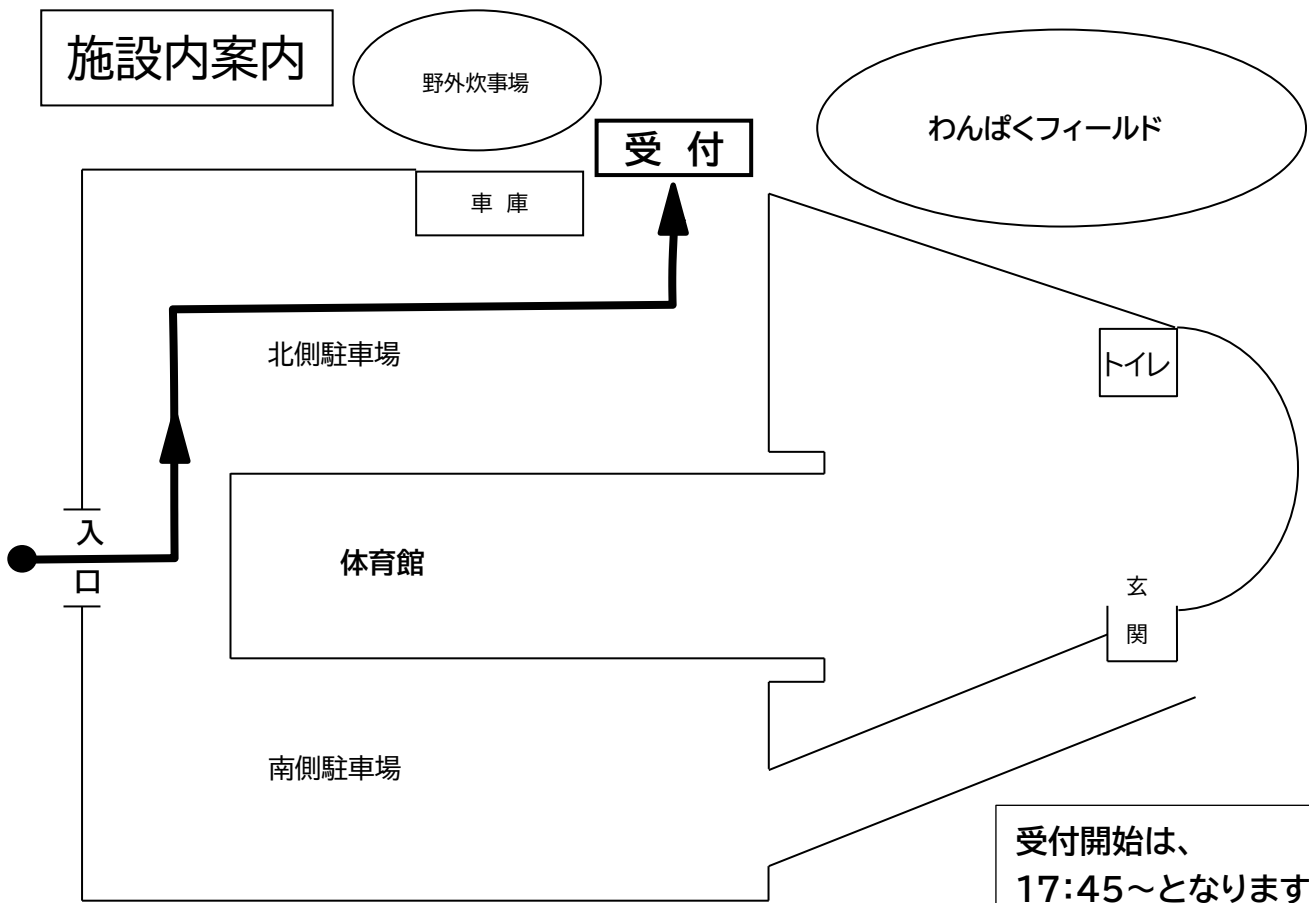 施設内案内
野外炊事場
わんぱくフィールド
受 付
車 庫
北側駐車場
トイレ
入
口
体育館
玄
関
南側駐車場
受付開始は、
17:45~となります